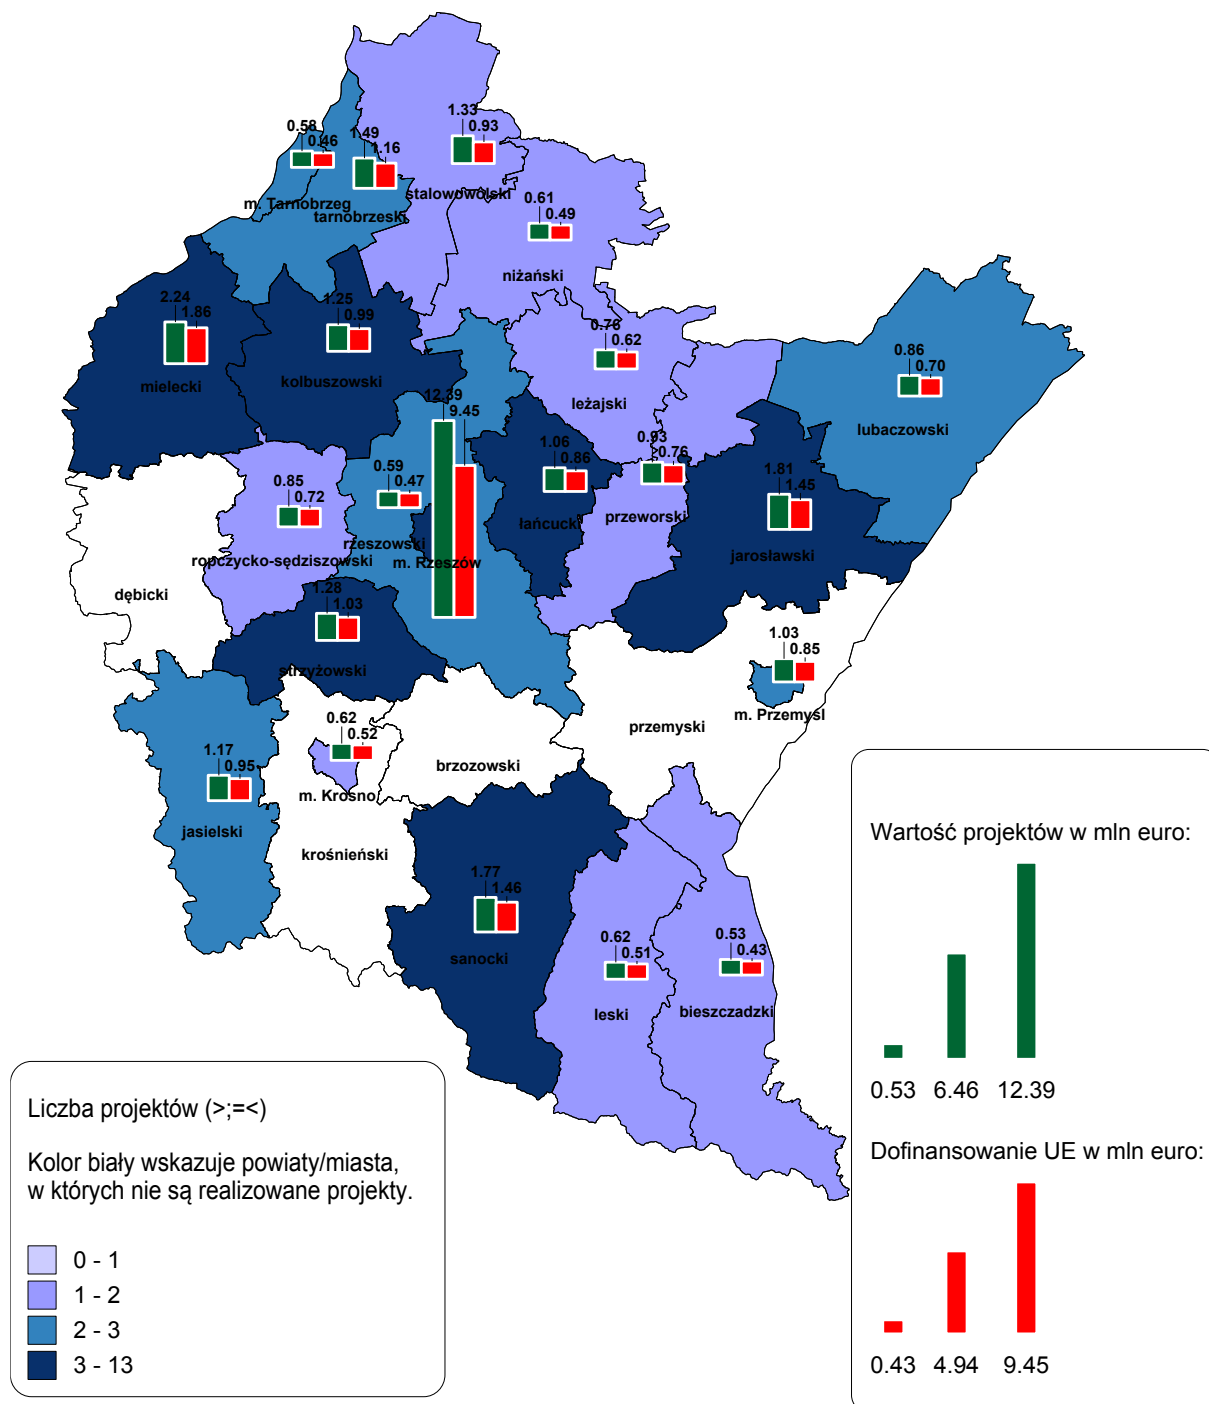 1.33
0.93
0.58
0.46
1.49
1.16
stalowowolski
m. Tarnobrzeg
tarnobrzeski
0.61
0.49
niżański
2.24
1.86
mielecki
1.25
0.99
kolbuszowski
0.76
0.62
leżajski
0.86
0.70
lubaczowski
12.39
9.45
0.59
0.47
rzeszowski
m. Rzeszów
1.06
0.86
łańcucki
0.93
0.76
przeworski
1.81
1.45
jarosławski
0.85
0.72
ropczycko-sędziszowski
dębicki
1.28
1.03
strzyżowski
1.03
0.85
m. Przemyśl
przemyski
0.62
0.52
m. Krosno
brzozowski
1.17
0.95
jasielski
krośnieński
1.77
1.46
sanocki
0.62
0.51
leski
0.53
0.43
bieszczadzki
Wartość projektów w mln euro:
0.53 6.46 12.39
Dofinansowanie UE w mln euro:
0.43 4.94 9.45
Liczba projektów (>;=<)
Kolor biały wskazuje powiaty/miasta,
w których nie są realizowane projekty.
0 - 1
1 - 2
2 - 3
3 - 13